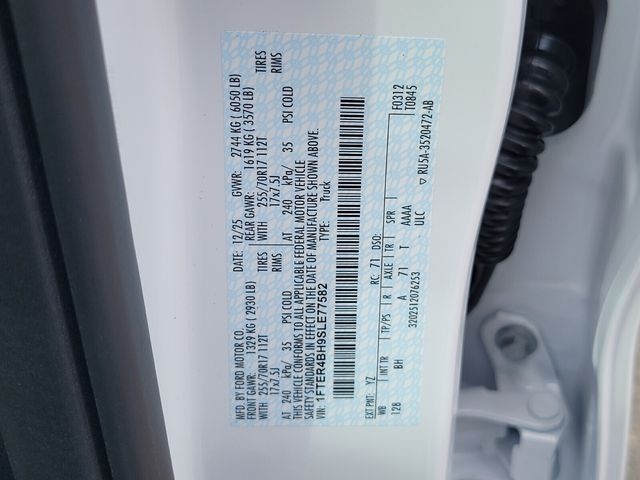 MFD. BY FORD MOTOR CO. DATE: 12/25 GVWR: 2744 KG ( 6050 LB)
FRONT GAWR: 1329 KG ( 2930 LB) REAR GAWR: 1619 KG ( 3570 LB)
WITH 255/70R17 112T TIRES WITH 255/70R17 112T TIRES
17x7.5J RIMS 17x7.5J RIMS
AT 240 kPa/ 35 PSI COLD AT 240 kPa/ 35 PSI COLD
THIS VEHICLE CONFORMS TO ALL APPLICABLE FEDERAL MOTOR VEHICLE
SAFETY STANDARDS IN EFFECT ON THE DATE OF MANUFACTURE SHOWN ABOVE.
VIN: 1FTER4BH9SLE77582 TYPE: Truck
F0312
T0845
EXT PNT: YZ RC: 71 DSO:
WB INT TR TP/PS R AXLE TR SPR
128 BH A 71 T AAAA
ULC
3202512076253 ▽ RU5A-3520472-AB